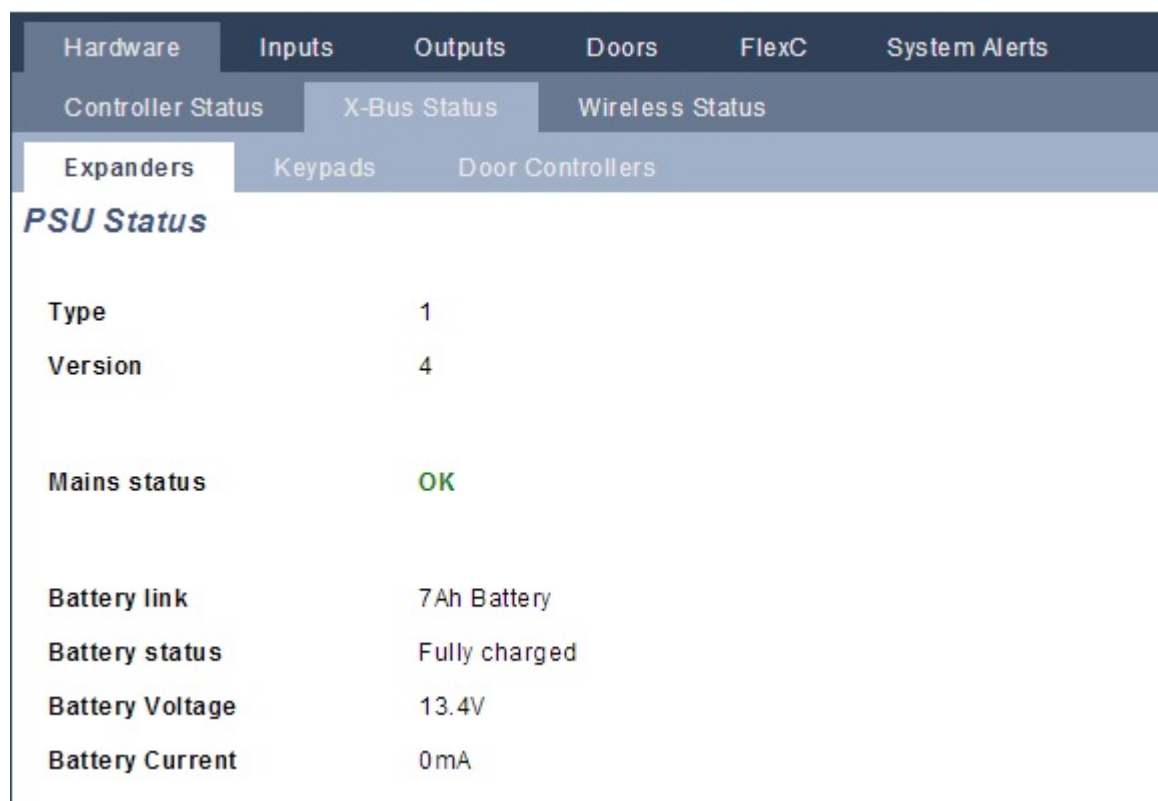 Hardware Inputs Outputs Doors FlexC System Alerts
Controller Status X-Bus Status Wireless Status
Expanders Keypads Door Controllers
PSU Status
Type 1
Version 4
Mains status OK
Battery link 7Ah Battery
Battery status Fully charged
Battery Voltage 13.4V
Battery Current 0mA